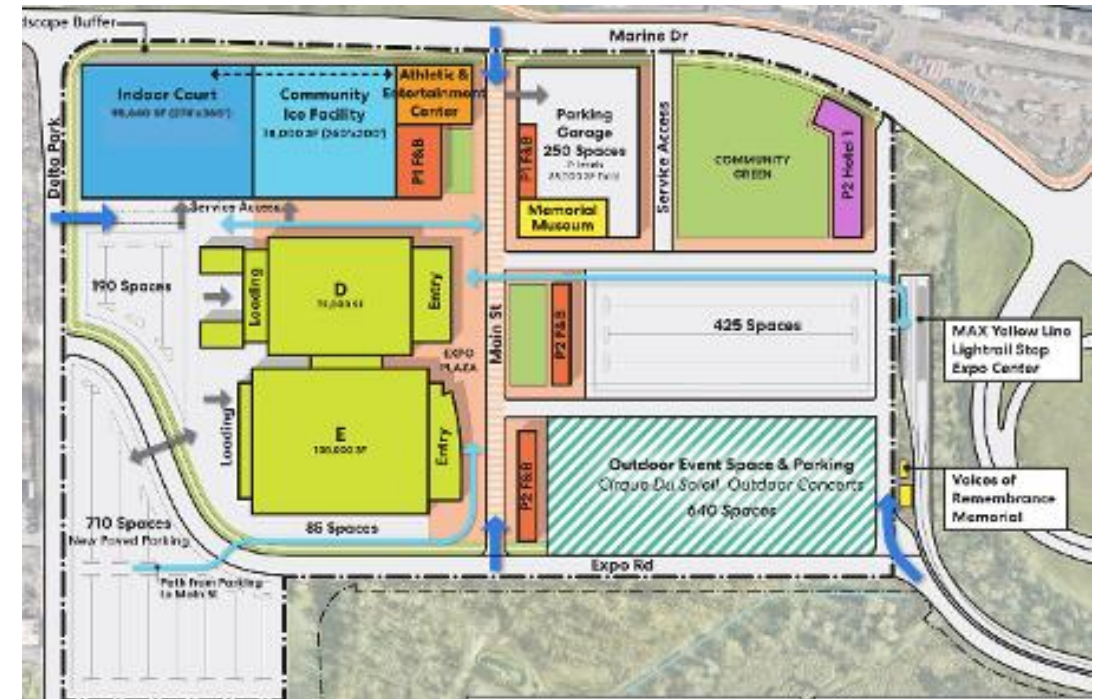 dscape Buffer
Marine Dr
Delta Park
Indoor Court
Community
Ice Facility
Athletic &
Entertainment
Center
P1 F&B
P1 F&B
Parking
Garage
250 Spaces
Memorial
Museum
Service Access
COMMUNITY
GREEN
P2 Hotel 1
Service Access
190 Spaces
Loading
D
Entry
EXPO
PLAZA
Main St
P2 F&B
425 Spaces
MAX Yellow Line
Lightrail Stop
Expo Center
Loading
E
Entry
P2 F&B
Outdoor Event Space & Parking
Cirque Du Soleil, Outdoor Concerts
640 Spaces
Voices of
Remembrance
Memorial
710 Spaces
New Paved Parking
85 Spaces
Expo Rd
Path from Parking
to Main St